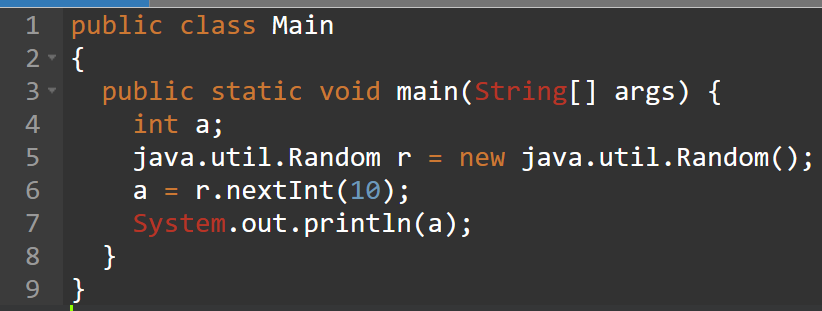 1 public class Main
2 {
3 public static void main(String[] args) {
4 int a;
5 java.util.Random r = new java.util.Random();
6 a = r.nextInt(10);
7 System.out.println(a);
8 }
9 }